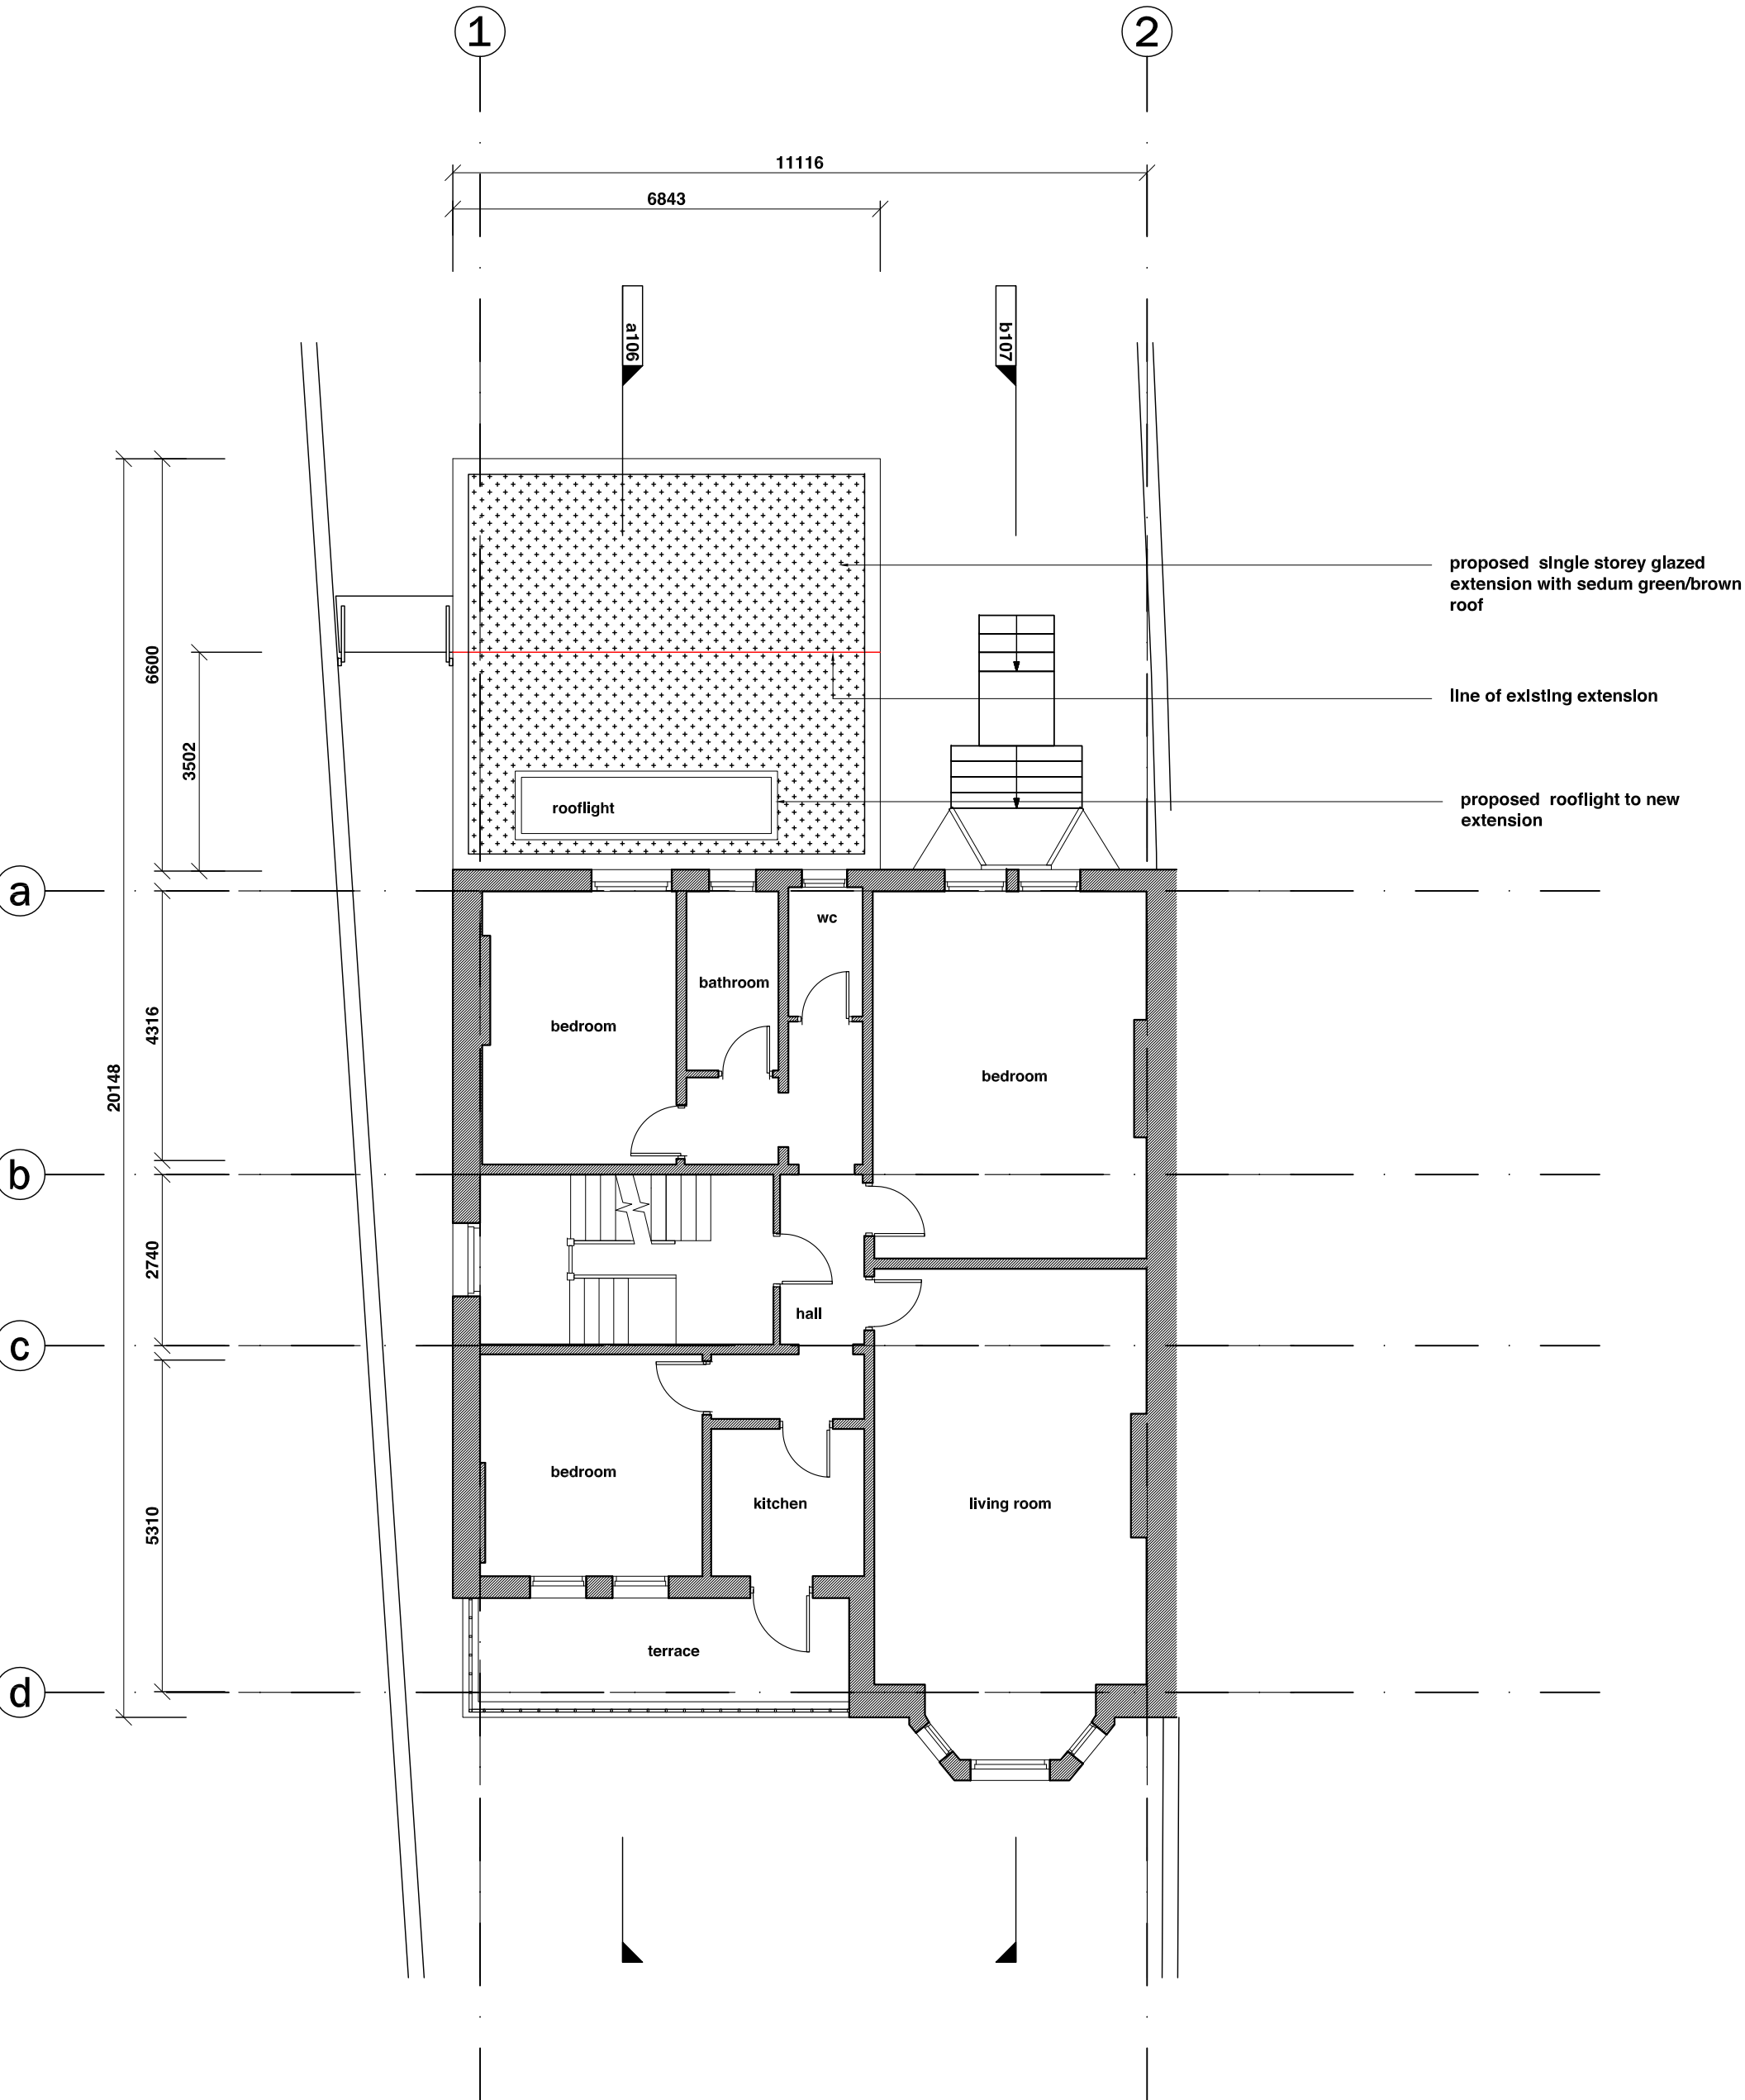 1
2
11116
6843
a106
b107
proposed single storey glazed
extension with sedum green/brown
roof
6600
line of existing extension
3502
proposed rooflight to new
extension
rooflight
a
wc
bathroom
4316
bedroom
bedroom
20148
b
2740
hall
c
bedroom
kitchen
living room
5310
terrace
d